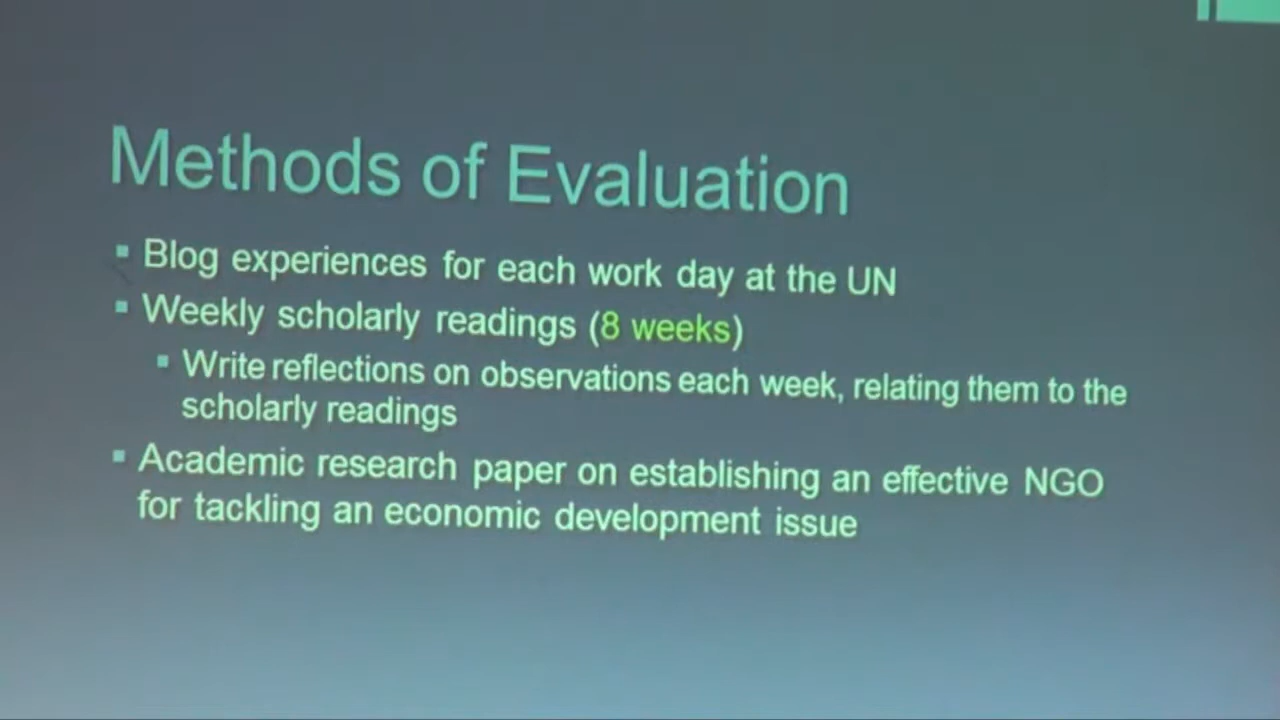 Methods of Evaluation
▪ Blog experiences for each work day at the UN
▪ Weekly scholarly readings (8 weeks)
▪ Write reflections on observations each week, relating them to the
scholarly readings
▪ Academic research paper on establishing an effective NGO
for tackling an economic development issue